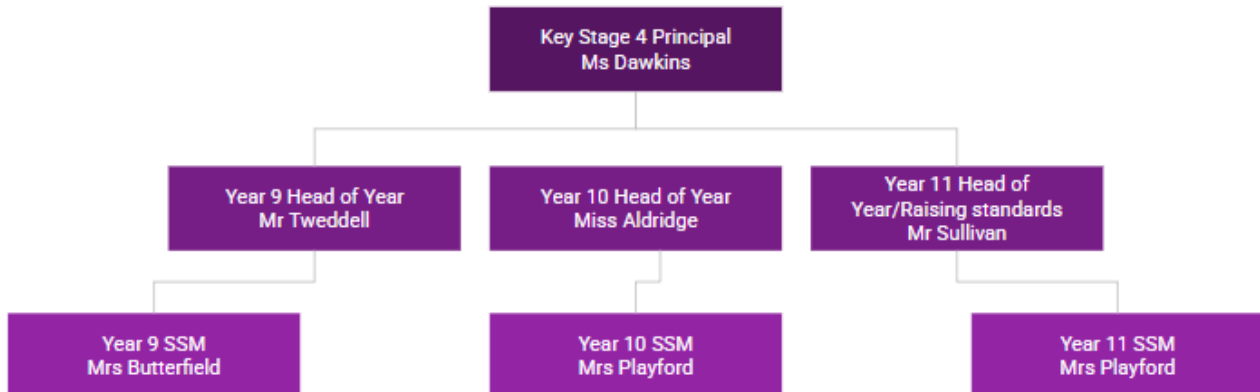 Key Stage 4 Principal
Ms Dawkins
Year 9 Head of Year
Mr Tweddell
Year 10 Head of Year
Miss Aldridge
Year 11 Head of
Year/Raising standards
Mr Sullivan
Year 9 SSM
Mrs Butterfield
Year 10 SSM
Mrs Playford
Year 11 SSM
Mrs Playford